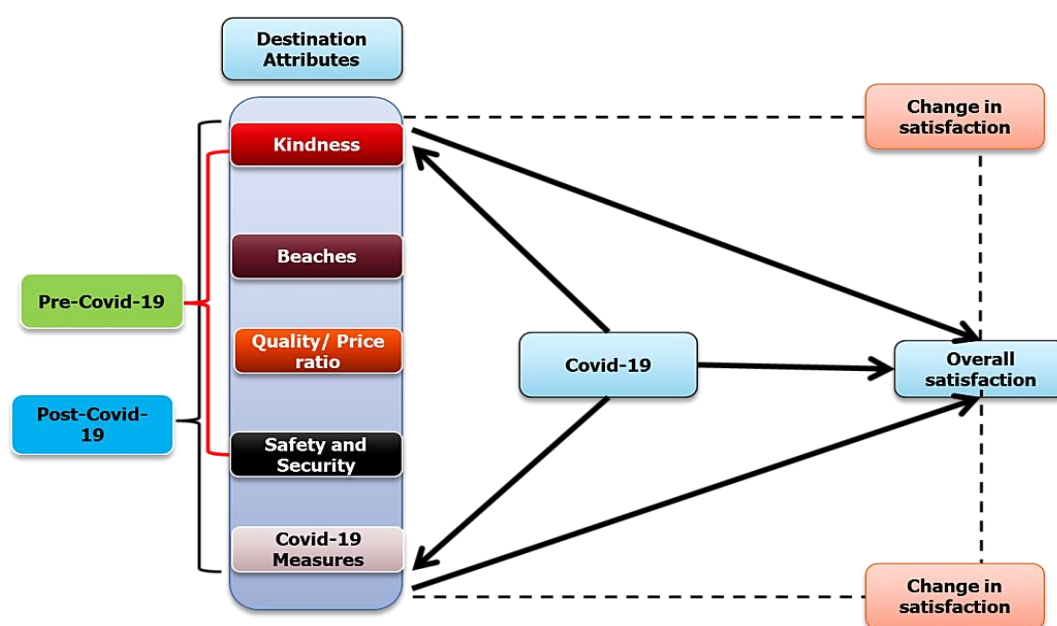 Destination
Attributes
Change in
satisfaction
Kindness
Beaches
Pre-Covid-19
Quality/ Price
ratio
Covid-19
Overall
satisfaction
Post-Covid-
19
Safety and
Security
Covid-19
Measures
Change in
satisfaction